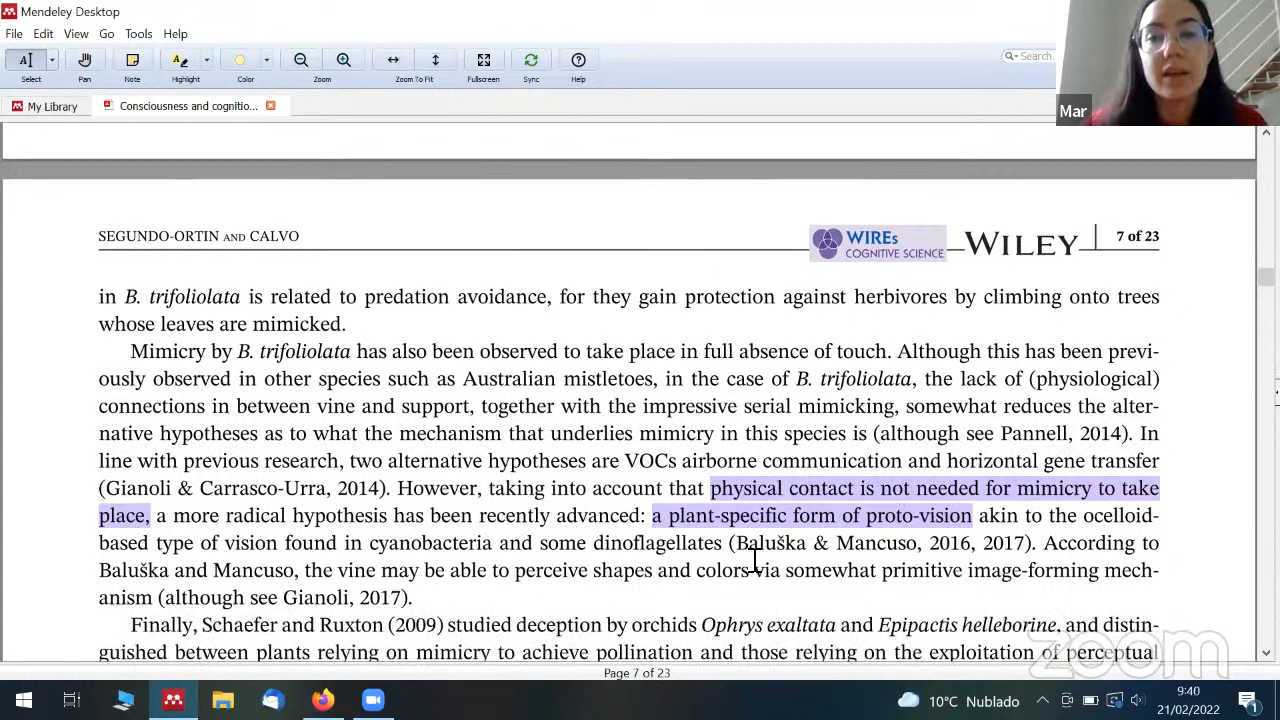 Mendeley Desktop
File Edit View Go Tools Help
Search.
Select Pan Note Highlight Color Zoom Zoom To Fit Fullscreen Sync Help
My Library Consciousness and cognitio...
Mar
SEGUNDO-ORTIN AND CALVO
WIREs
COGNITIVE SCIENCE
WILEY
7 of 23
in B. trifoliolata is related to predation avoidance, for they gain protection against herbivores by climbing onto trees
whose leaves are mimicked.
Mimicry by B. trifoliolata has also been observed to take place in full absence of touch. Although this has been previ-
ously observed in other species such as Australian mistletoes, in the case of B. trifoliolata, the lack of (physiological)
connections in between vine and support, together with the impressive serial mimicking, somewhat reduces the alter-
native hypotheses as to what the mechanism that underlies mimicry in this species is (although see Pannell, 2014). In
line with previous research, two alternative hypotheses are VOCs airborne communication and horizontal gene transfer
(Gianoli & Carrasco-Urra, 2014). However, taking into account that physical contact is not needed for mimicry to take
place, a more radical hypothesis has been recently advanced: a plant-specific form of proto-vision akin to the ocelloid-
based type of vision found in cyanobacteria and some dinoflagellates (Baluška & Mancuso, 2016, 2017). According to
Baluška and Mancuso, the vine may be able to perceive shapes and colors via somewhat primitive image-forming mech-
anism (although see Gianoli, 2017).
Finally, Schaefer and Ruxton (2009) studied deception by orchids Ophrys exaltata and Epipactis helleborine, and distin-
guished between plants relying on mimicry to achieve pollination and those relying on the exploitation of perceptual
zoom
Page 7 of 23
10°C Nublado
9:40
21/02/2022
1